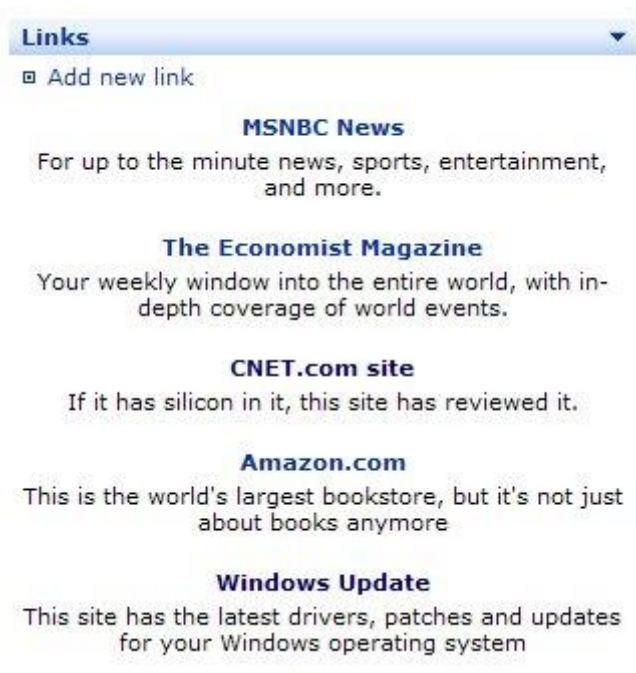 Links
Add new link
MSNBC News
For up to the minute news, sports, entertainment,
and more.
The Economist Magazine
Your weekly window into the entire world, with in-
depth coverage of world events.
CNET.com site
If it has silicon in it, this site has reviewed it.
Amazon.com
This is the world's largest bookstore, but it's not just
about books anymore
Windows Update
This site has the latest drivers, patches and updates
for your Windows operating system